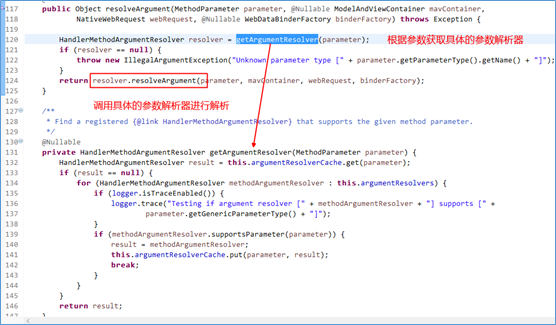 117 public Object resolveArgument(MethodParameter parameter, @Nullable ModelAndViewContainer mavContainer,
118 NativeWebRequest webRequest, @Nullable WebDataBinderFactory binderFactory) throws Exception {
119
120 HandlerMethodArgumentResolver resolver = getArgumentResolver(parameter); 根据参数获取具体的参数解析器
121 if (resolver == null) {
122 throw new IllegalArgumentException("Unknown parameter type [" + parameter.getParameterType().getName() + "]");
123 }
124 return resolver.resolveArgument(parameter, mavContainer, webRequest, binderFactory);
125 }
126 调用具体的参数解析器进行解析
127 /**
128 * Find a registered {@link HandlerMethodArgumentResolver} that supports the given method parameter.
129 */
130 @Nullable
131 private HandlerMethodArgumentResolver getArgumentResolver(MethodParameter parameter) {
132 HandlerMethodArgumentResolver result = this.argumentResolverCache.get(parameter);
133 if (result == null) {
134 for (HandlerMethodArgumentResolver methodArgumentResolver : this.argumentResolvers) {
135 if (logger.isTraceEnabled()) {
136 logger.trace("Testing if argument resolver [" + methodArgumentResolver + "] supports [" +
137 parameter.getGenericParameterType() + "]");
138 }
139 if (methodArgumentResolver.supportsParameter(parameter)) {
140 result = methodArgumentResolver;
141 this.argumentResolverCache.put(parameter, result);
142 break;
143 }
144 }
145 }
146 return result;
147 }